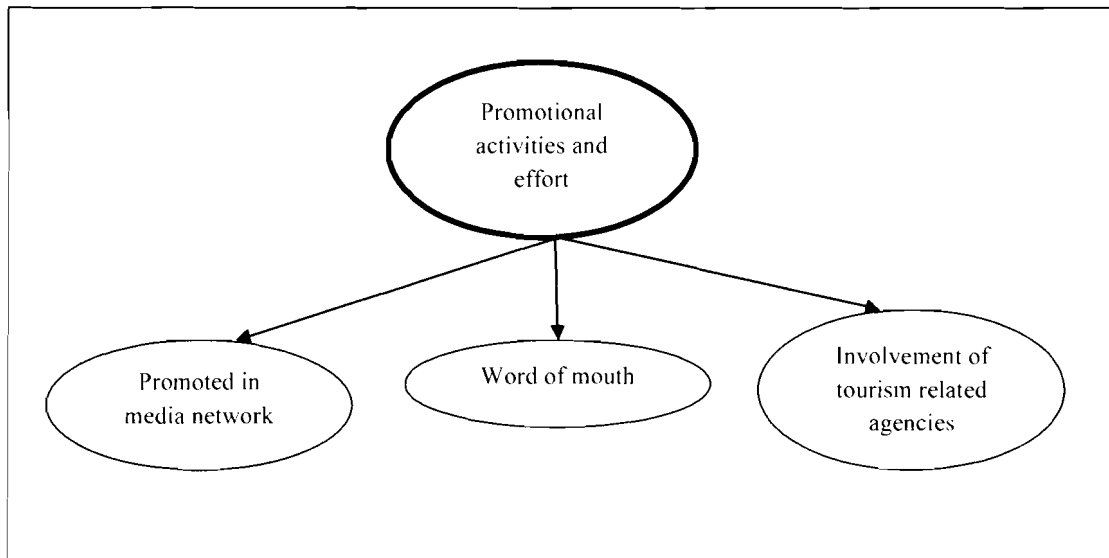 Promotional
activities and
effort
Promoted in
media network
Word of mouth
Involvement of
tourism related
agencies